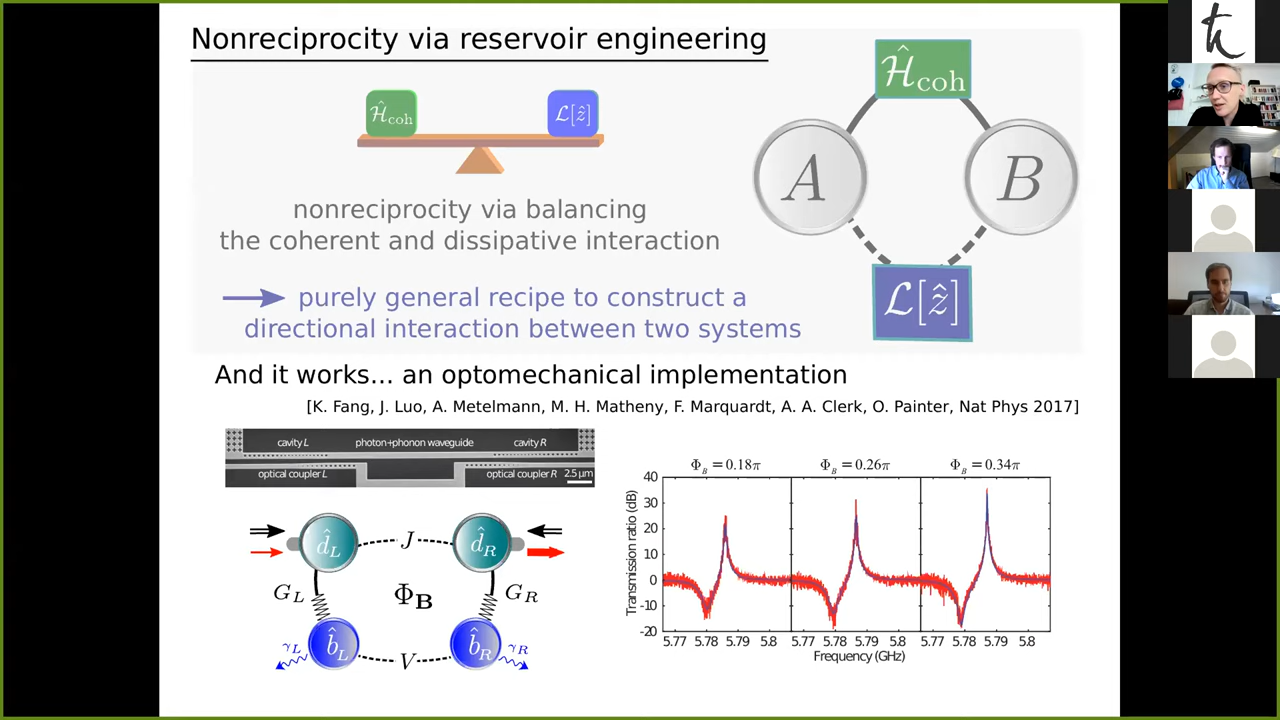 Nonreciprocity via reservoir engineering
Ĥcoh
L[ẑ]
nonreciprocity via balancing
the coherent and dissipative interaction
purely general recipe to construct a
directional interaction between two systems
Ĥcoh
A
B
L[ẑ]
And it works... an optomechanical implementation
[K. Fang, J. Luo, A. Metelmann, M. H. Matheny, F. Marquardt, A. A. Clerk, O. Painter, Nat Phys 2017]
cavity L photon+phonon waveguide cavity R
optical coupler L optical coupler R 2.5 μm
d̂L J d̂R
GL ΦB GR
γL b̂L V b̂R γR
ΦB = 0.18π ΦB = 0.26π ΦB = 0.34π
Transmission ratio (dB)
40
30
20
10
0
-10
-20
5.77 5.78 5.79 5.8 5.77 5.78 5.79 5.8 5.77 5.78 5.79 5.8
Frequency (GHz)